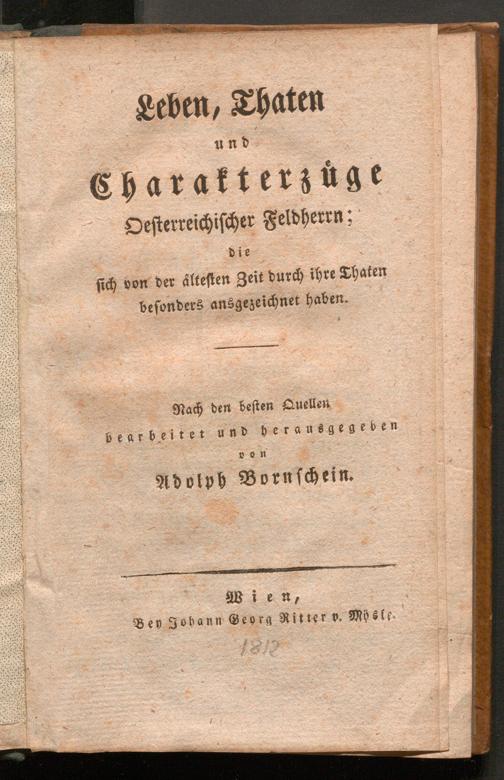 Leben, Thaten
und
Charakterzüge
Oesterreichischer Feldherrn;
die
sich von der ältesten Zeit durch ihre Thaten
besonders ansgezeichnet haben.
Nach den besten Quellen
bearbeitet und herausgegeben
von
Adolph Bornschein.
Wien,
Bey Johann Georg Ritter v. Mösle.
1812